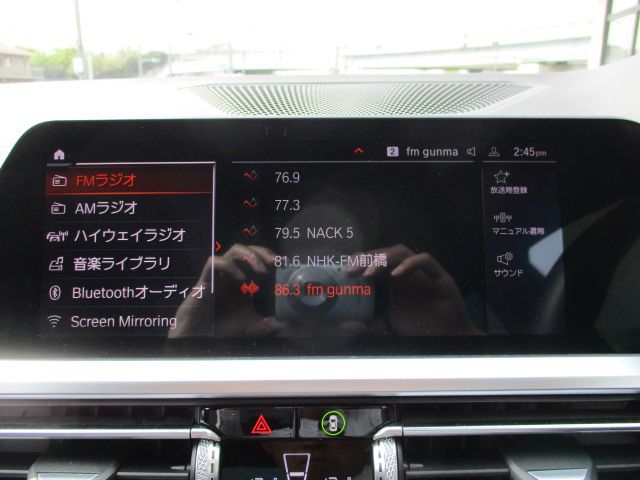 2 fm gunma 2:45pm
FMラジオ
AMラジオ
ハイウェイラジオ
音楽ライブラリ
Bluetoothオーディオ
Screen Mirroring
76.9
77.3
79.5 NACK 5
81.6 NHK-FM前橋
86.3 fm gunma
放送局登録
マニュアル選局
サウンド